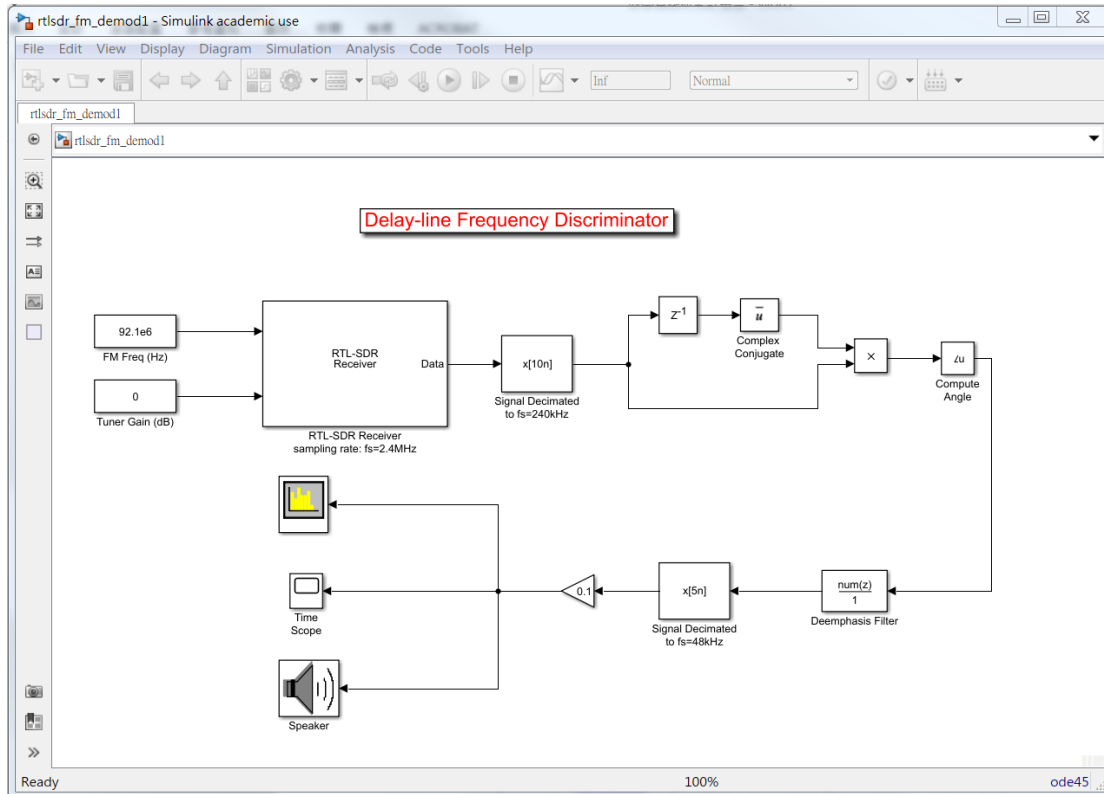 rtlsdr_fm_demod1 - Simulink academic use
File Edit View Display Diagram Simulation Analysis Code Tools Help
Inf
Normal
rtlsdr_fm_demod1
rtlsdr_fm_demod1
Delay-line Frequency Discriminator
92.1e6
FM Freq (Hz)
0
Tuner Gain (dB)
RTL-SDR
Receiver
Data
RTL-SDR Receiver
sampling rate: fs=2.4MHz
x[10n]
Signal Decimated
to fs=240kHz
Z-1
u
Complex
Conjugate
×
∠u
Compute
Angle
Time
Scope
Speaker
0.1
x[5n]
Signal Decimated
to fs=48kHz
num(z)
1
Deemphasis Filter
Ready
100%
ode45